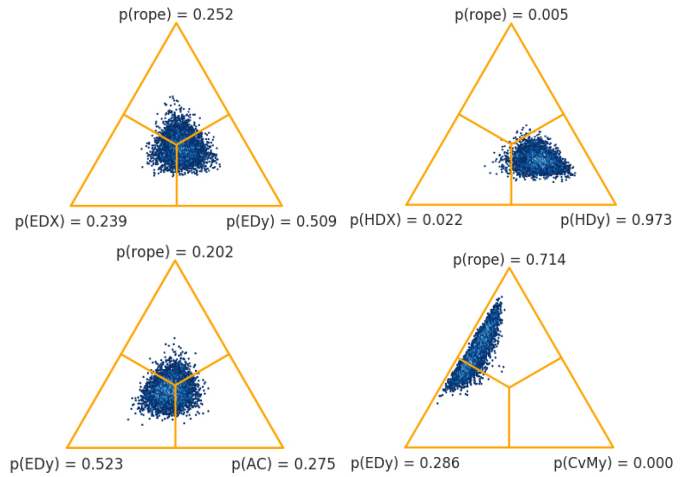 p(rope) = 0.252
p(rope) = 0.005
p(EDX) = 0.239
p(EDy) = 0.509
p(HDX) = 0.022
p(HDy) = 0.973
p(rope) = 0.202
p(rope) = 0.714
p(EDy) = 0.523
p(AC) = 0.275
p(EDy) = 0.286
p(CvMy) = 0.000